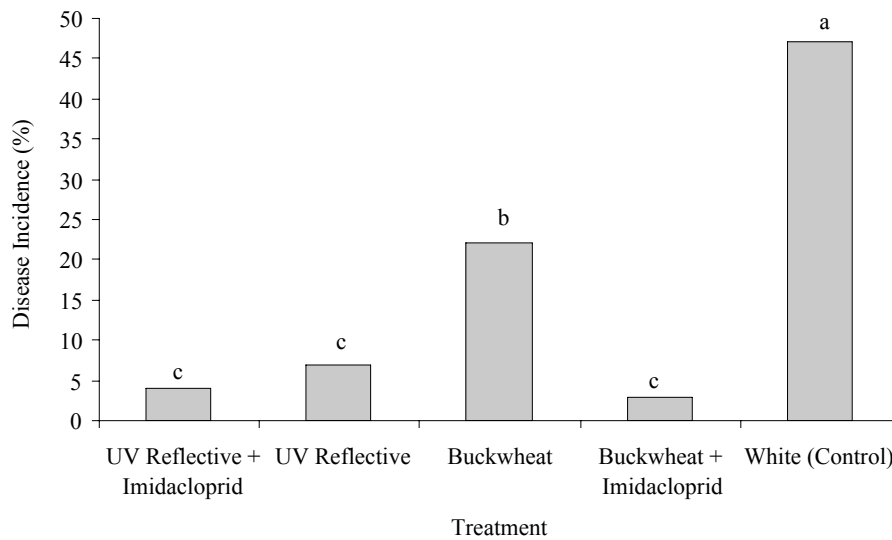 50
45
40
35
30
25
20
15
10
5
0
Disease Incidence (%)
c
c
b
c
a
UV Reflective +
Imidacloprid
UV Reflective
Buckwheat
Buckwheat +
Imidacloprid
White (Control)
Treatment